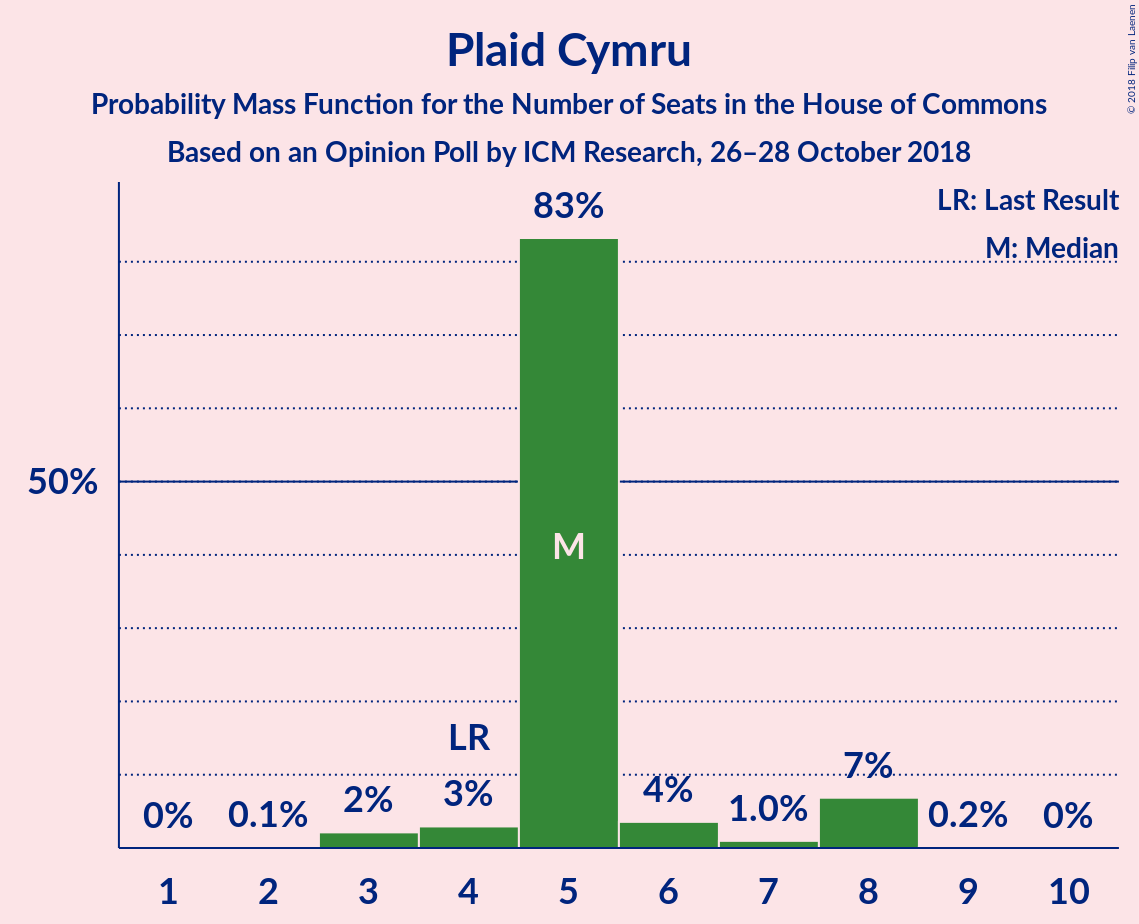 Plaid Cymru
Probability Mass Function for the Number of Seats in the House of Commons
Based on an Opinion Poll by ICM Research, 26–28 October 2018
© 2018 Filip van Laenen
LR: Last Result
M: Median
83%
50%
M
LR
0%
0.1%
2%
3%
4%
1.0%
7%
0.2%
0%
1 2 3 4 5 6 7 8 9 10